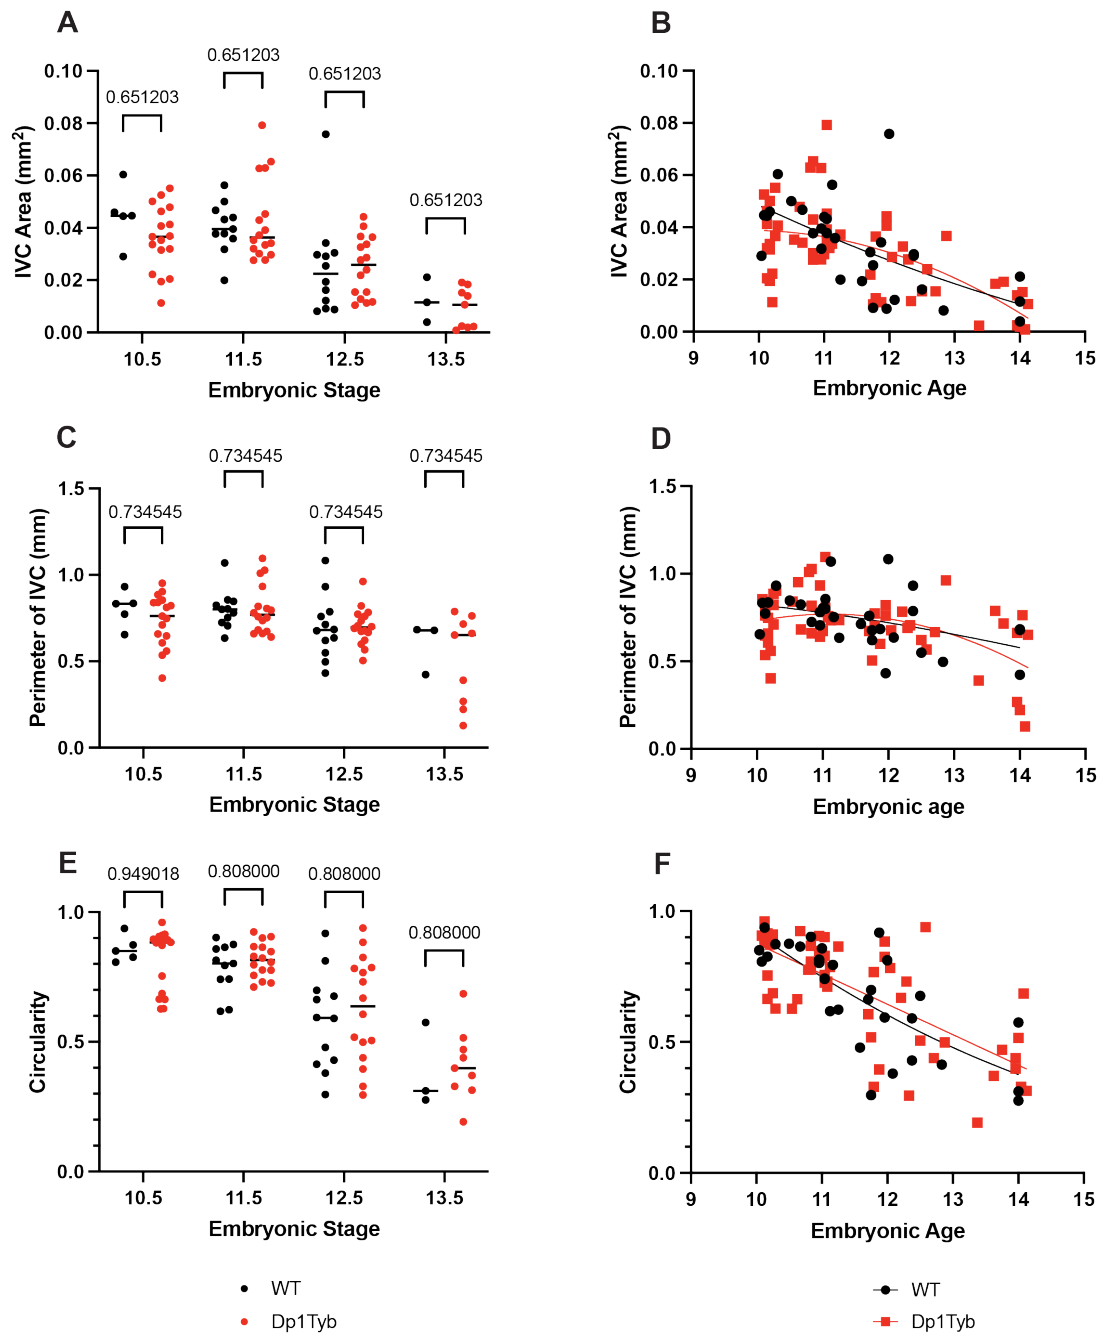 A
0.651203
0.651203
0.651203
0.651203
0.10
0.08
0.06
0.04
0.02
0.00
IVC Area (mm²)
10.5 11.5 12.5 13.5
Embryonic Stage
B
0.10
0.08
0.06
0.04
0.02
0.00
IVC Area (mm²)
9 10 11 12 13 14 15
Embryonic Age
C
0.734545
0.734545
0.734545
0.734545
1.5
1.0
0.5
0.0
Perimeter of IVC (mm)
10.5 11.5 12.5 13.5
Embryonic Stage
D
1.5
1.0
0.5
0.0
Perimeter of IVC (mm)
9 10 11 12 13 14 15
Embryonic age
E
0.949018
0.808000
0.808000
0.808000
1.0
0.5
0.0
Circularity
10.5 11.5 12.5 13.5
Embryonic Stage
F
1.0
0.5
0.0
Circularity
9 10 11 12 13 14 15
Embryonic Age
WT
Dp1Tyb
WT
Dp1Tyb